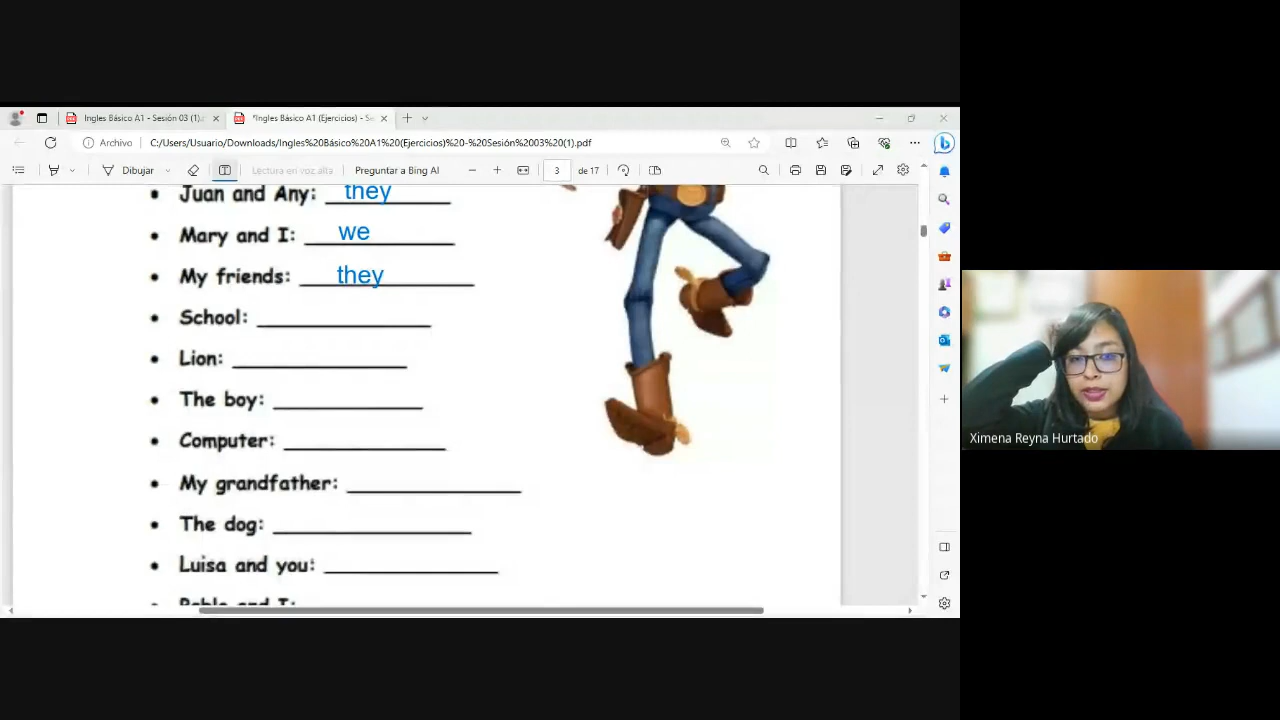 Ingles Básico A1 - Sesión 03 (1).
*Ingles Básico A1 (Ejercicios) - Se
Archivo C:/Users/Usuario/Downloads/Ingles%20Básico%20A1%20(Ejercicios)%20-%20Sesión%2003%20(1).pdf
Dibujar Lectura en voz alta Preguntar a Bing AI 3 de 17
Juan and Any: they
Mary and I: we
My friends: they
School:
Lion:
The boy:
Computer:
My grandfather:
The dog:
Luisa and you:
Pablo and I:
Ximena Reyna Hurtado